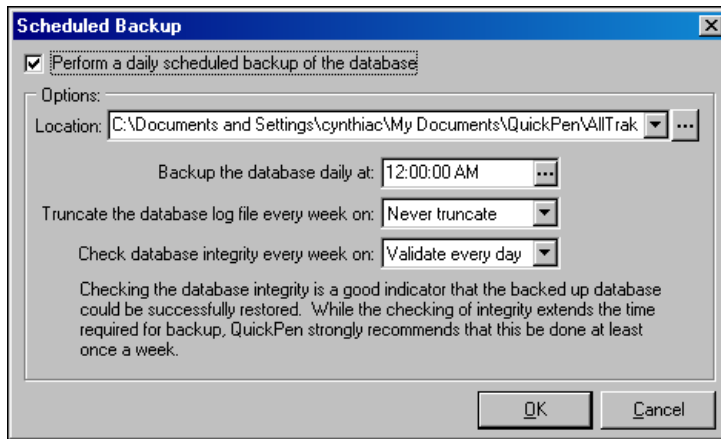 Scheduled Backup
Perform a daily scheduled backup of the database
Options:
Location: C:\Documents and Settings\cynthiac\My Documents\QuickPen\AllTrak ...
Backup the database daily at: 12:00:00 AM ...
Truncate the database log file every week on: Never truncate
Check database integrity every week on: Validate every day
Checking the database integrity is a good indicator that the backed up database
could be successfully restored. While the checking of integrity extends the time
required for backup, QuickPen strongly recommends that this be done at least
once a week.
OK Cancel